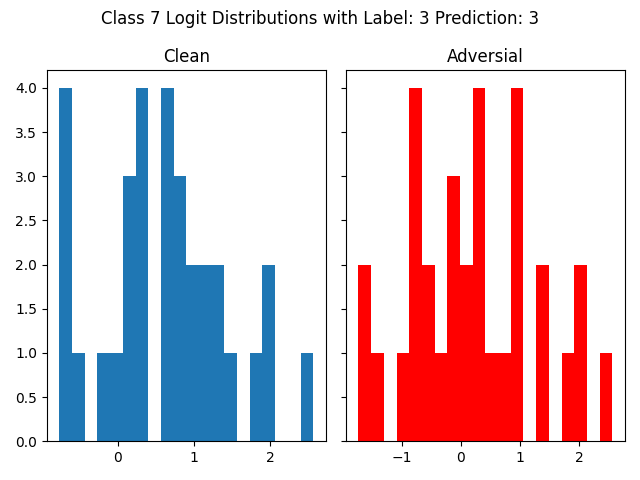 Class 7 Logit Distributions with Label: 3 Prediction: 3
Clean
Adversial
4.0
3.5
3.0
2.5
2.0
1.5
1.0
0.5
0.0
0 1 2
−1 0 1 2